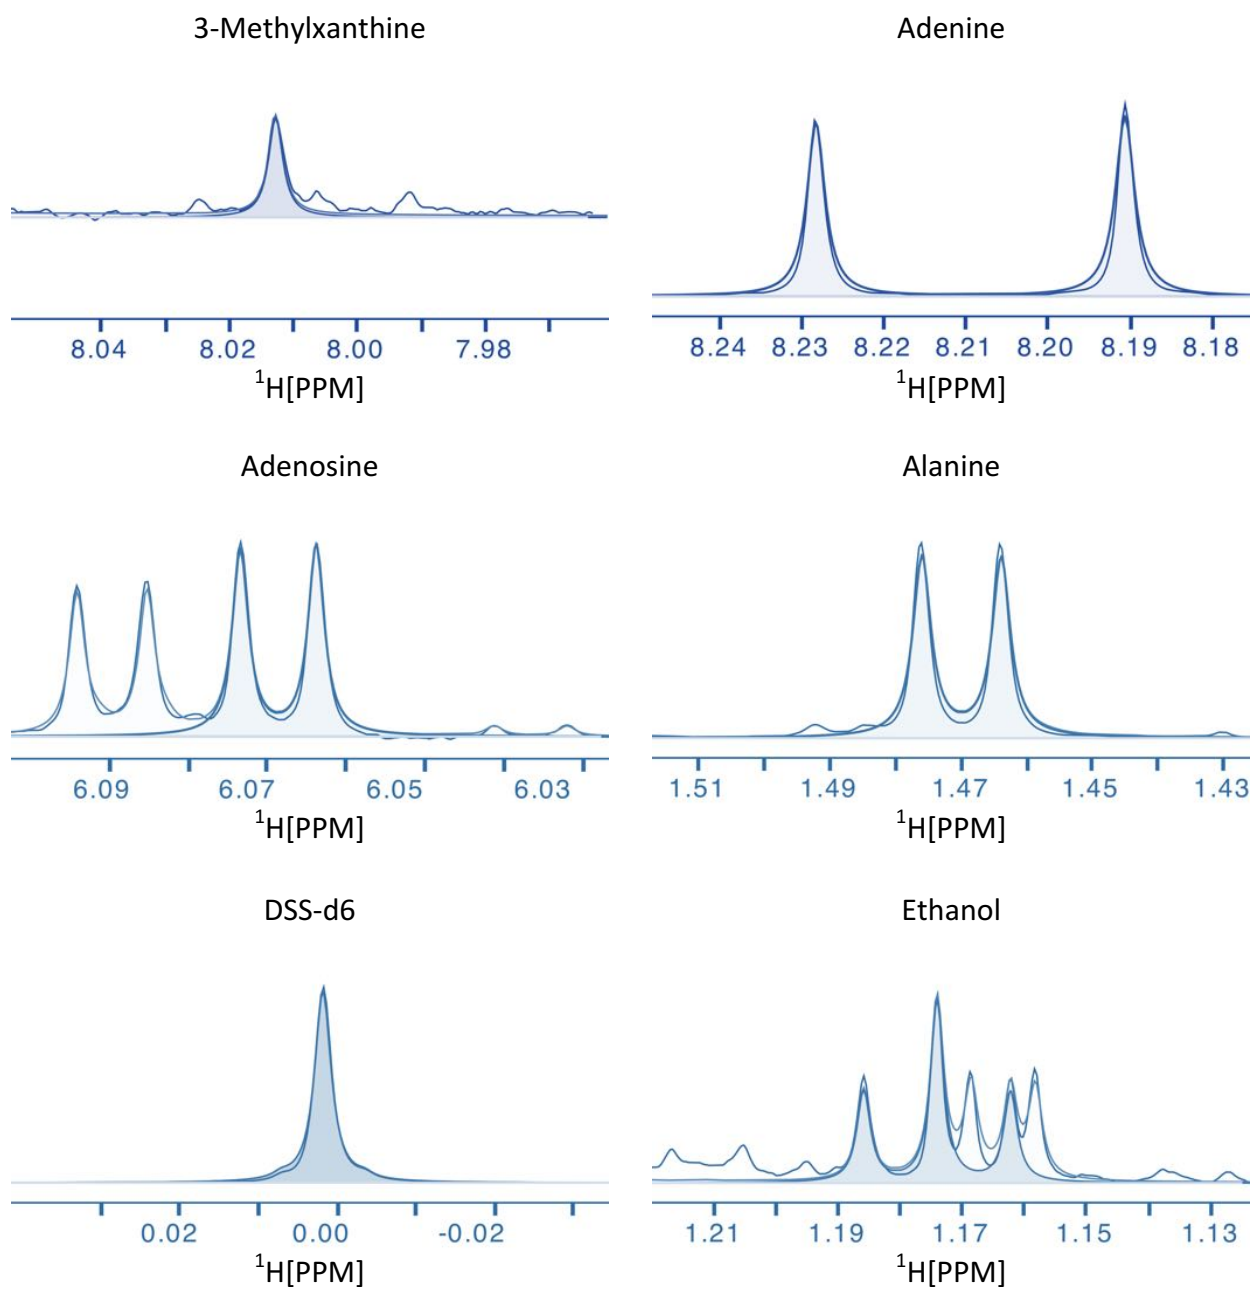 3-Methylxanthine
8.04 8.02 8.00 7.98
¹H[PPM]
Adenine
8.24 8.23 8.22 8.21 8.20 8.19 8.18
¹H[PPM]
Adenosine
6.09 6.07 6.05 6.03
¹H[PPM]
Alanine
1.51 1.49 1.47 1.45 1.43
¹H[PPM]
DSS-d6
0.02 0.00 -0.02
¹H[PPM]
Ethanol
1.21 1.19 1.17 1.15 1.13
¹H[PPM]